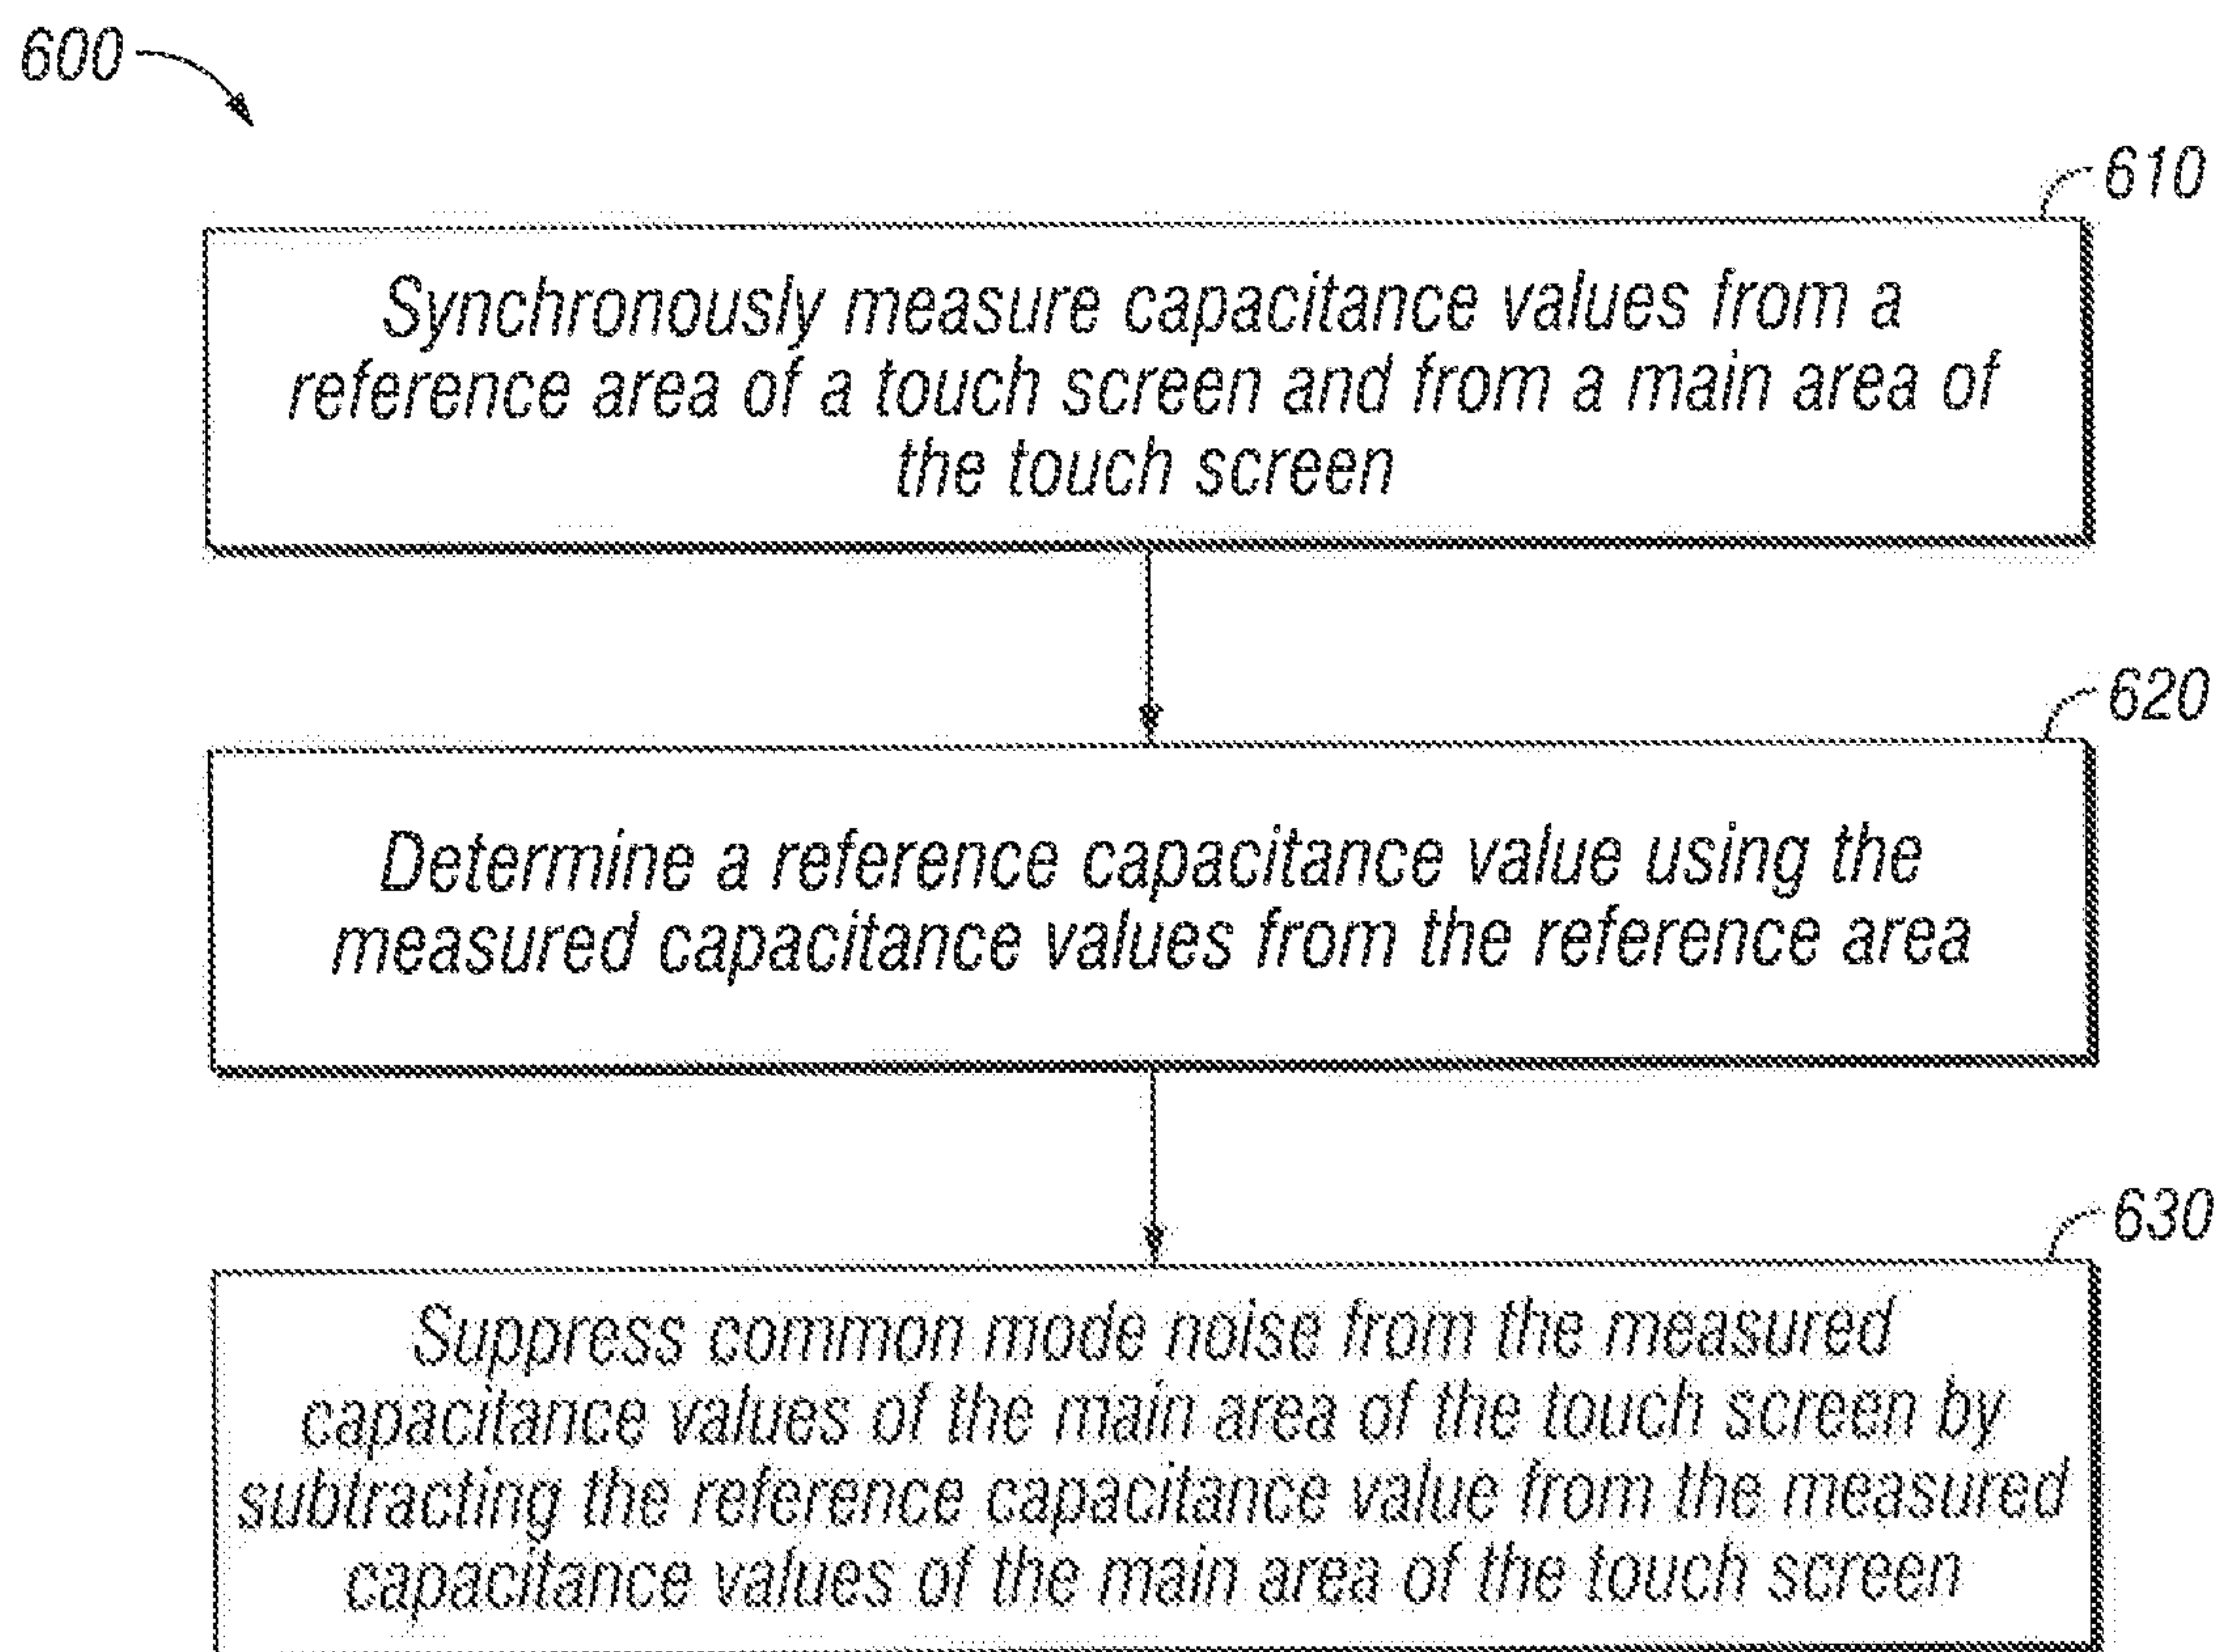 600
610
Synchronously measure capacitance values from a
reference area of a touch screen and from a main area of
the touch screen
620
Determine a reference capacitance value using the
measured capacitance values from the reference area
630
Suppress common mode noise from the measured
capacitance values of the main area of the touch screen by
subtracting the reference capacitance value from the measured
capacitance values of the main area of the touch screen